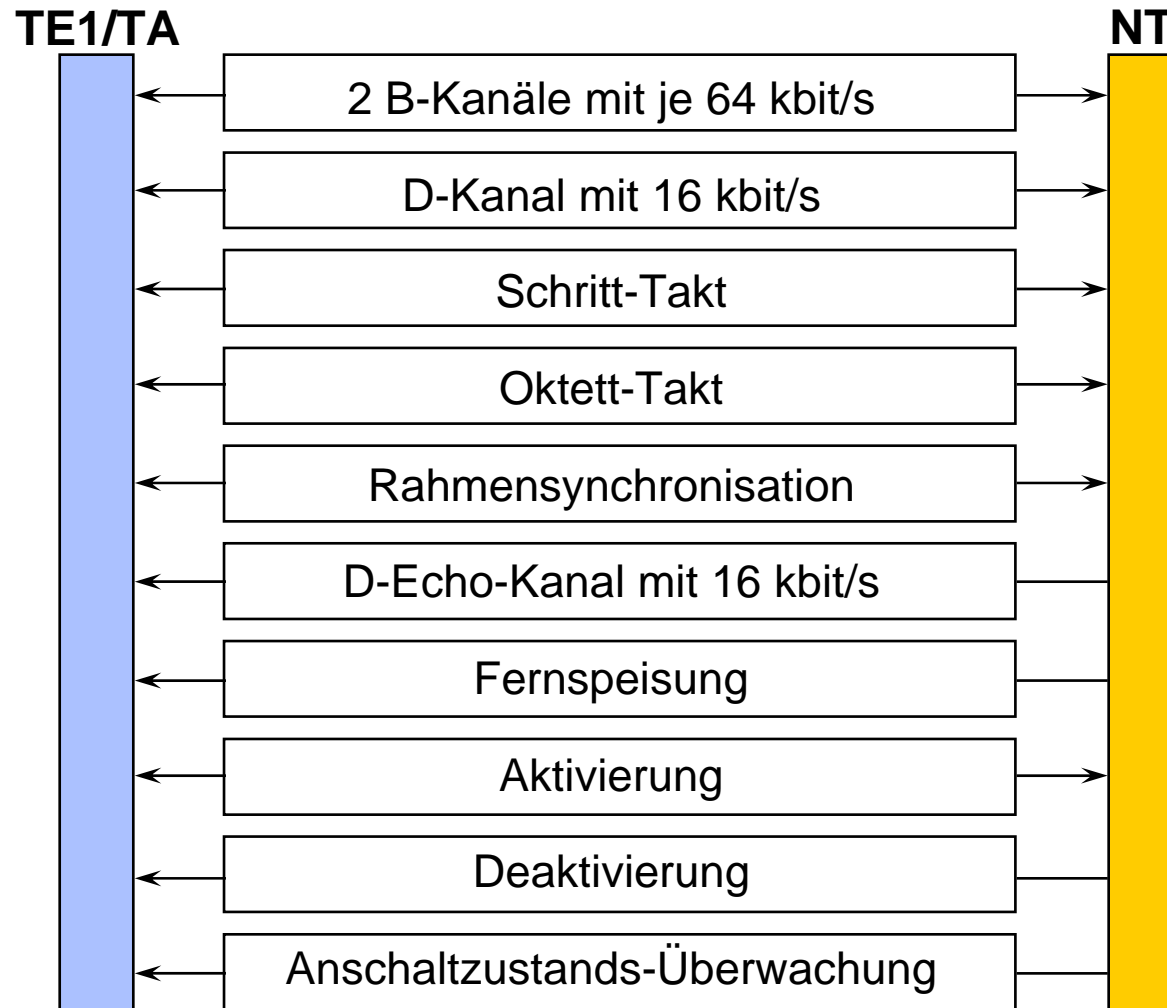 TE1/TA
NT
2 B-Kanäle mit je 64 kbit/s
D-Kanal mit 16 kbit/s
Schritt-Takt
Oktett-Takt
Rahmensynchronisation
D-Echo-Kanal mit 16 kbit/s
Fernspeisung
Aktivierung
Deaktivierung
Anschaltzustands-Überwachung